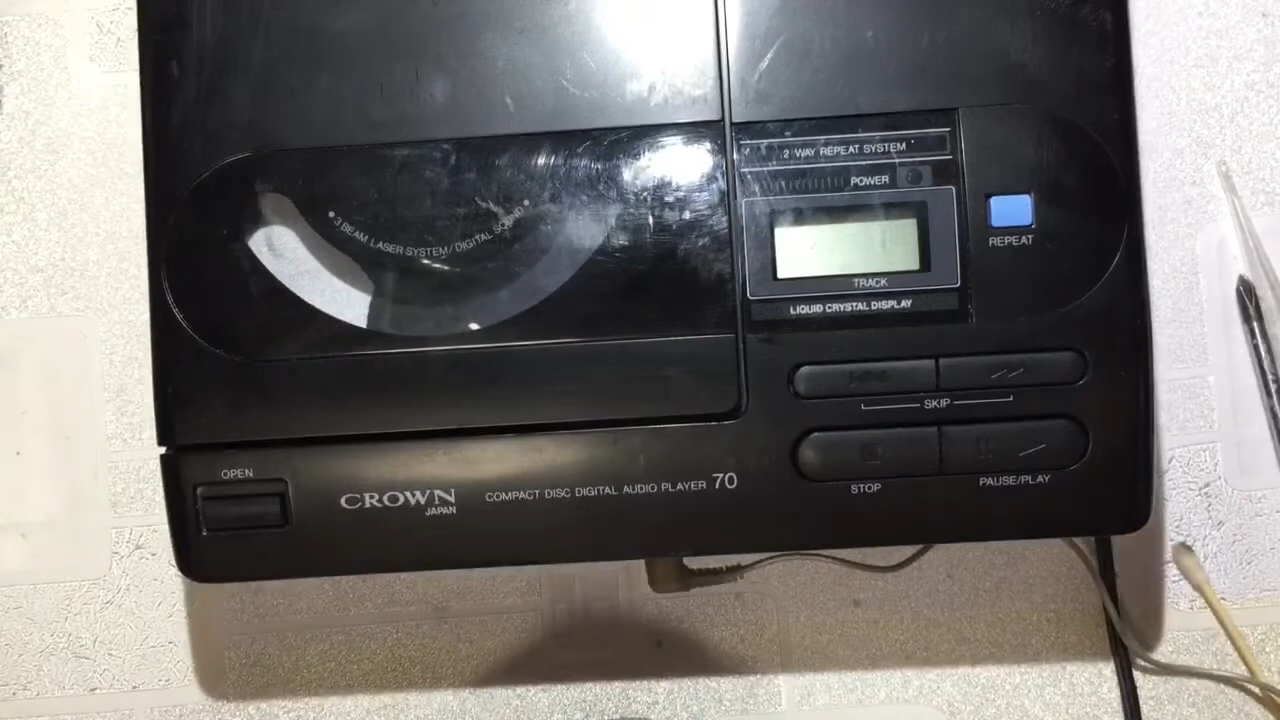 3 BEAM LASER SYSTEM / DIGITAL SOUND
2 WAY REPEAT SYSTEM
POWER
REPEAT
TRACK
LIQUID CRYSTAL DISPLAY
SKIP
STOP
PAUSE/PLAY
OPEN
CROWN
JAPAN
COMPACT DISC DIGITAL AUDIO PLAYER 70